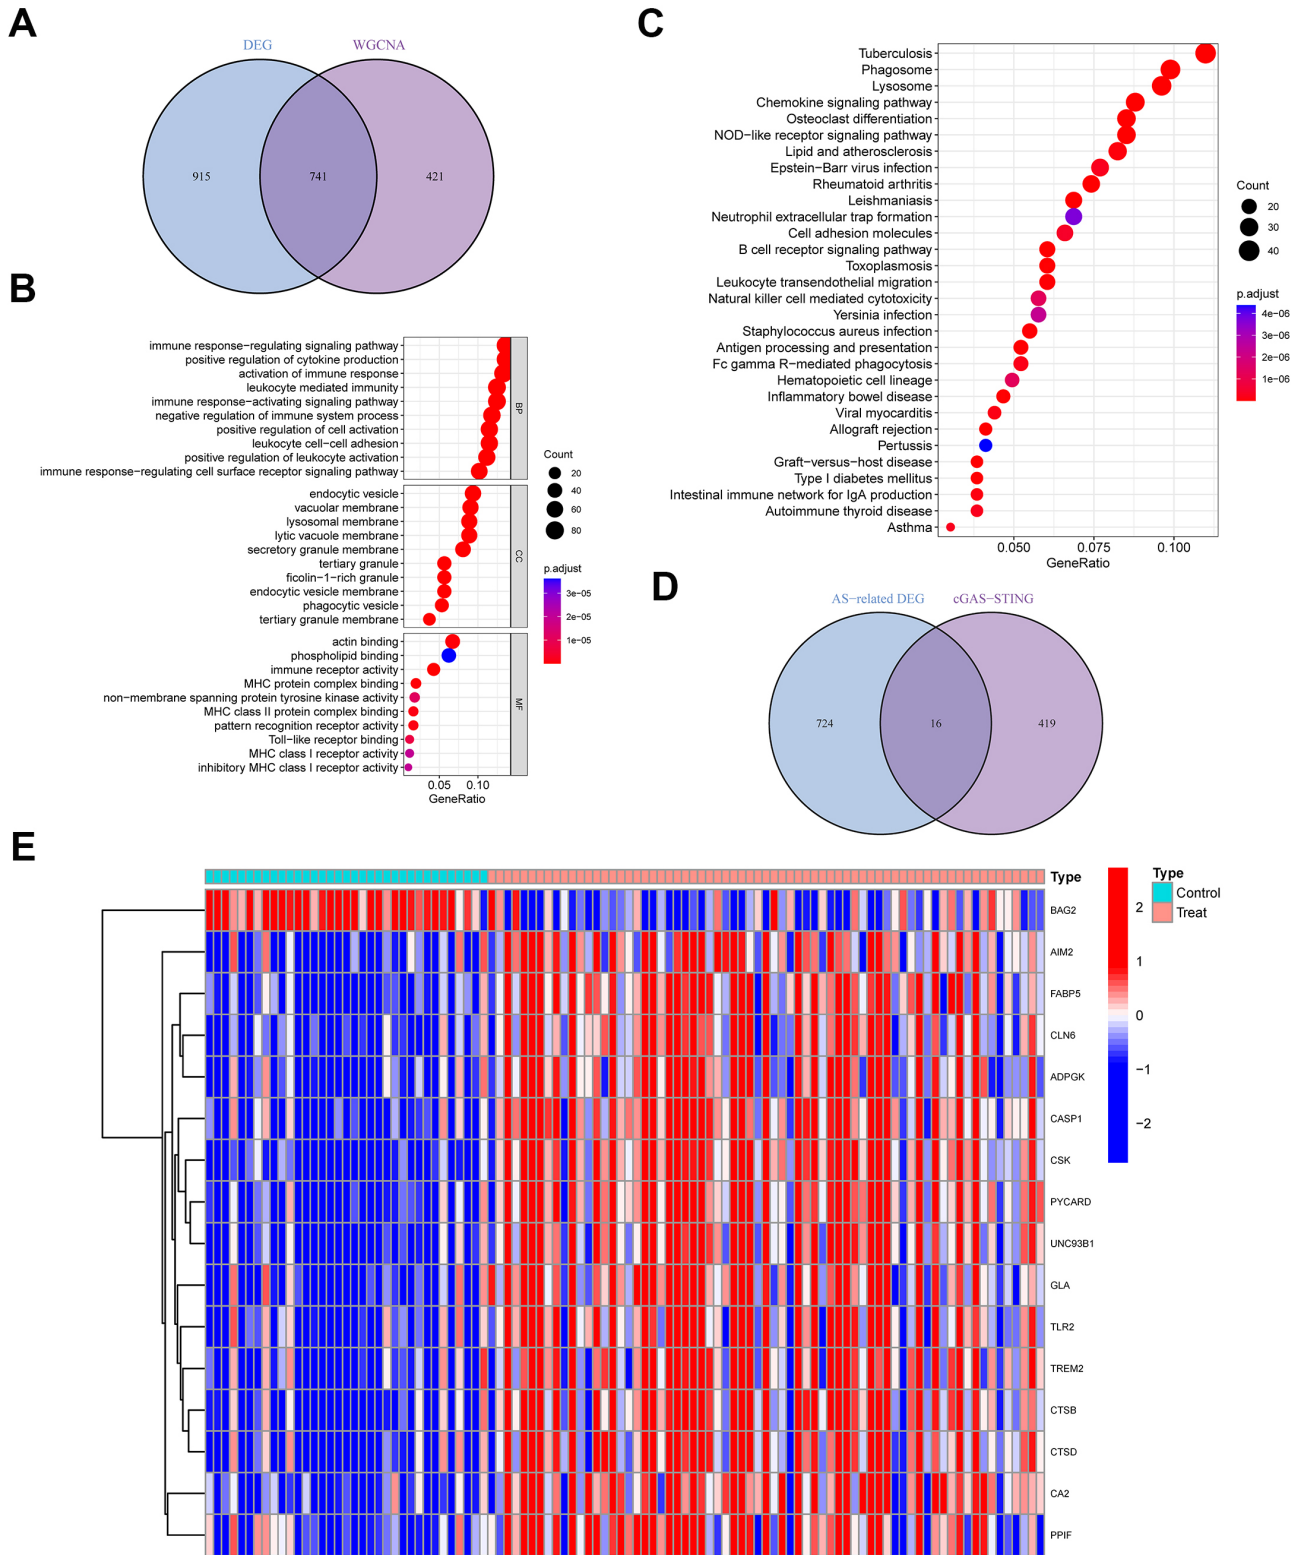 A
DEG
WGCNA
915
741
421
B
immune response−regulating signaling pathway
positive regulation of cytokine production
activation of immune response
leukocyte mediated immunity
immune response−activating signaling pathway
negative regulation of immune system process
positive regulation of cell activation
leukocyte cell−cell adhesion
positive regulation of leukocyte activation
immune response−regulating cell surface receptor signaling pathway
BP
endocytic vesicle
vacuolar membrane
lysosomal membrane
lytic vacuole membrane
secretory granule membrane
tertiary granule
ficolin−1−rich granule
endocytic vesicle membrane
phagocytic vesicle
tertiary granule membrane
CC
actin binding
phospholipid binding
immune receptor activity
MHC protein complex binding
non−membrane spanning protein tyrosine kinase activity
MHC class II protein complex binding
pattern recognition receptor activity
Toll−like receptor binding
MHC class I receptor activity
inhibitory MHC class I receptor activity
MF
0.05 0.10
GeneRatio
Count
20
40
60
80
p.adjust
3e−05
2e−05
1e−05
C
Tuberculosis
Phagosome
Lysosome
Chemokine signaling pathway
Osteoclast differentiation
NOD−like receptor signaling pathway
Lipid and atherosclerosis
Epstein−Barr virus infection
Rheumatoid arthritis
Leishmaniasis
Neutrophil extracellular trap formation
Cell adhesion molecules
B cell receptor signaling pathway
Toxoplasmosis
Leukocyte transendothelial migration
Natural killer cell mediated cytotoxicity
Yersinia infection
Staphylococcus aureus infection
Antigen processing and presentation
Fc gamma R−mediated phagocytosis
Hematopoietic cell lineage
Inflammatory bowel disease
Viral myocarditis
Allograft rejection
Pertussis
Graft−versus−host disease
Type I diabetes mellitus
Intestinal immune network for IgA production
Autoimmune thyroid disease
Asthma
0.050 0.075 0.100
GeneRatio
Count
20
30
40
p.adjust
4e−06
3e−06
2e−06
1e−06
D
AS−related DEG
cGAS−STING
724
16
419
E
Type
BAG2
AIM2
FABP5
CLN6
ADPGK
CASP1
CSK
PYCARD
UNC93B1
GLA
TLR2
TREM2
CTSB
CTSD
CA2
PPIF
2
1
0
−1
−2
Type
Control
Treat